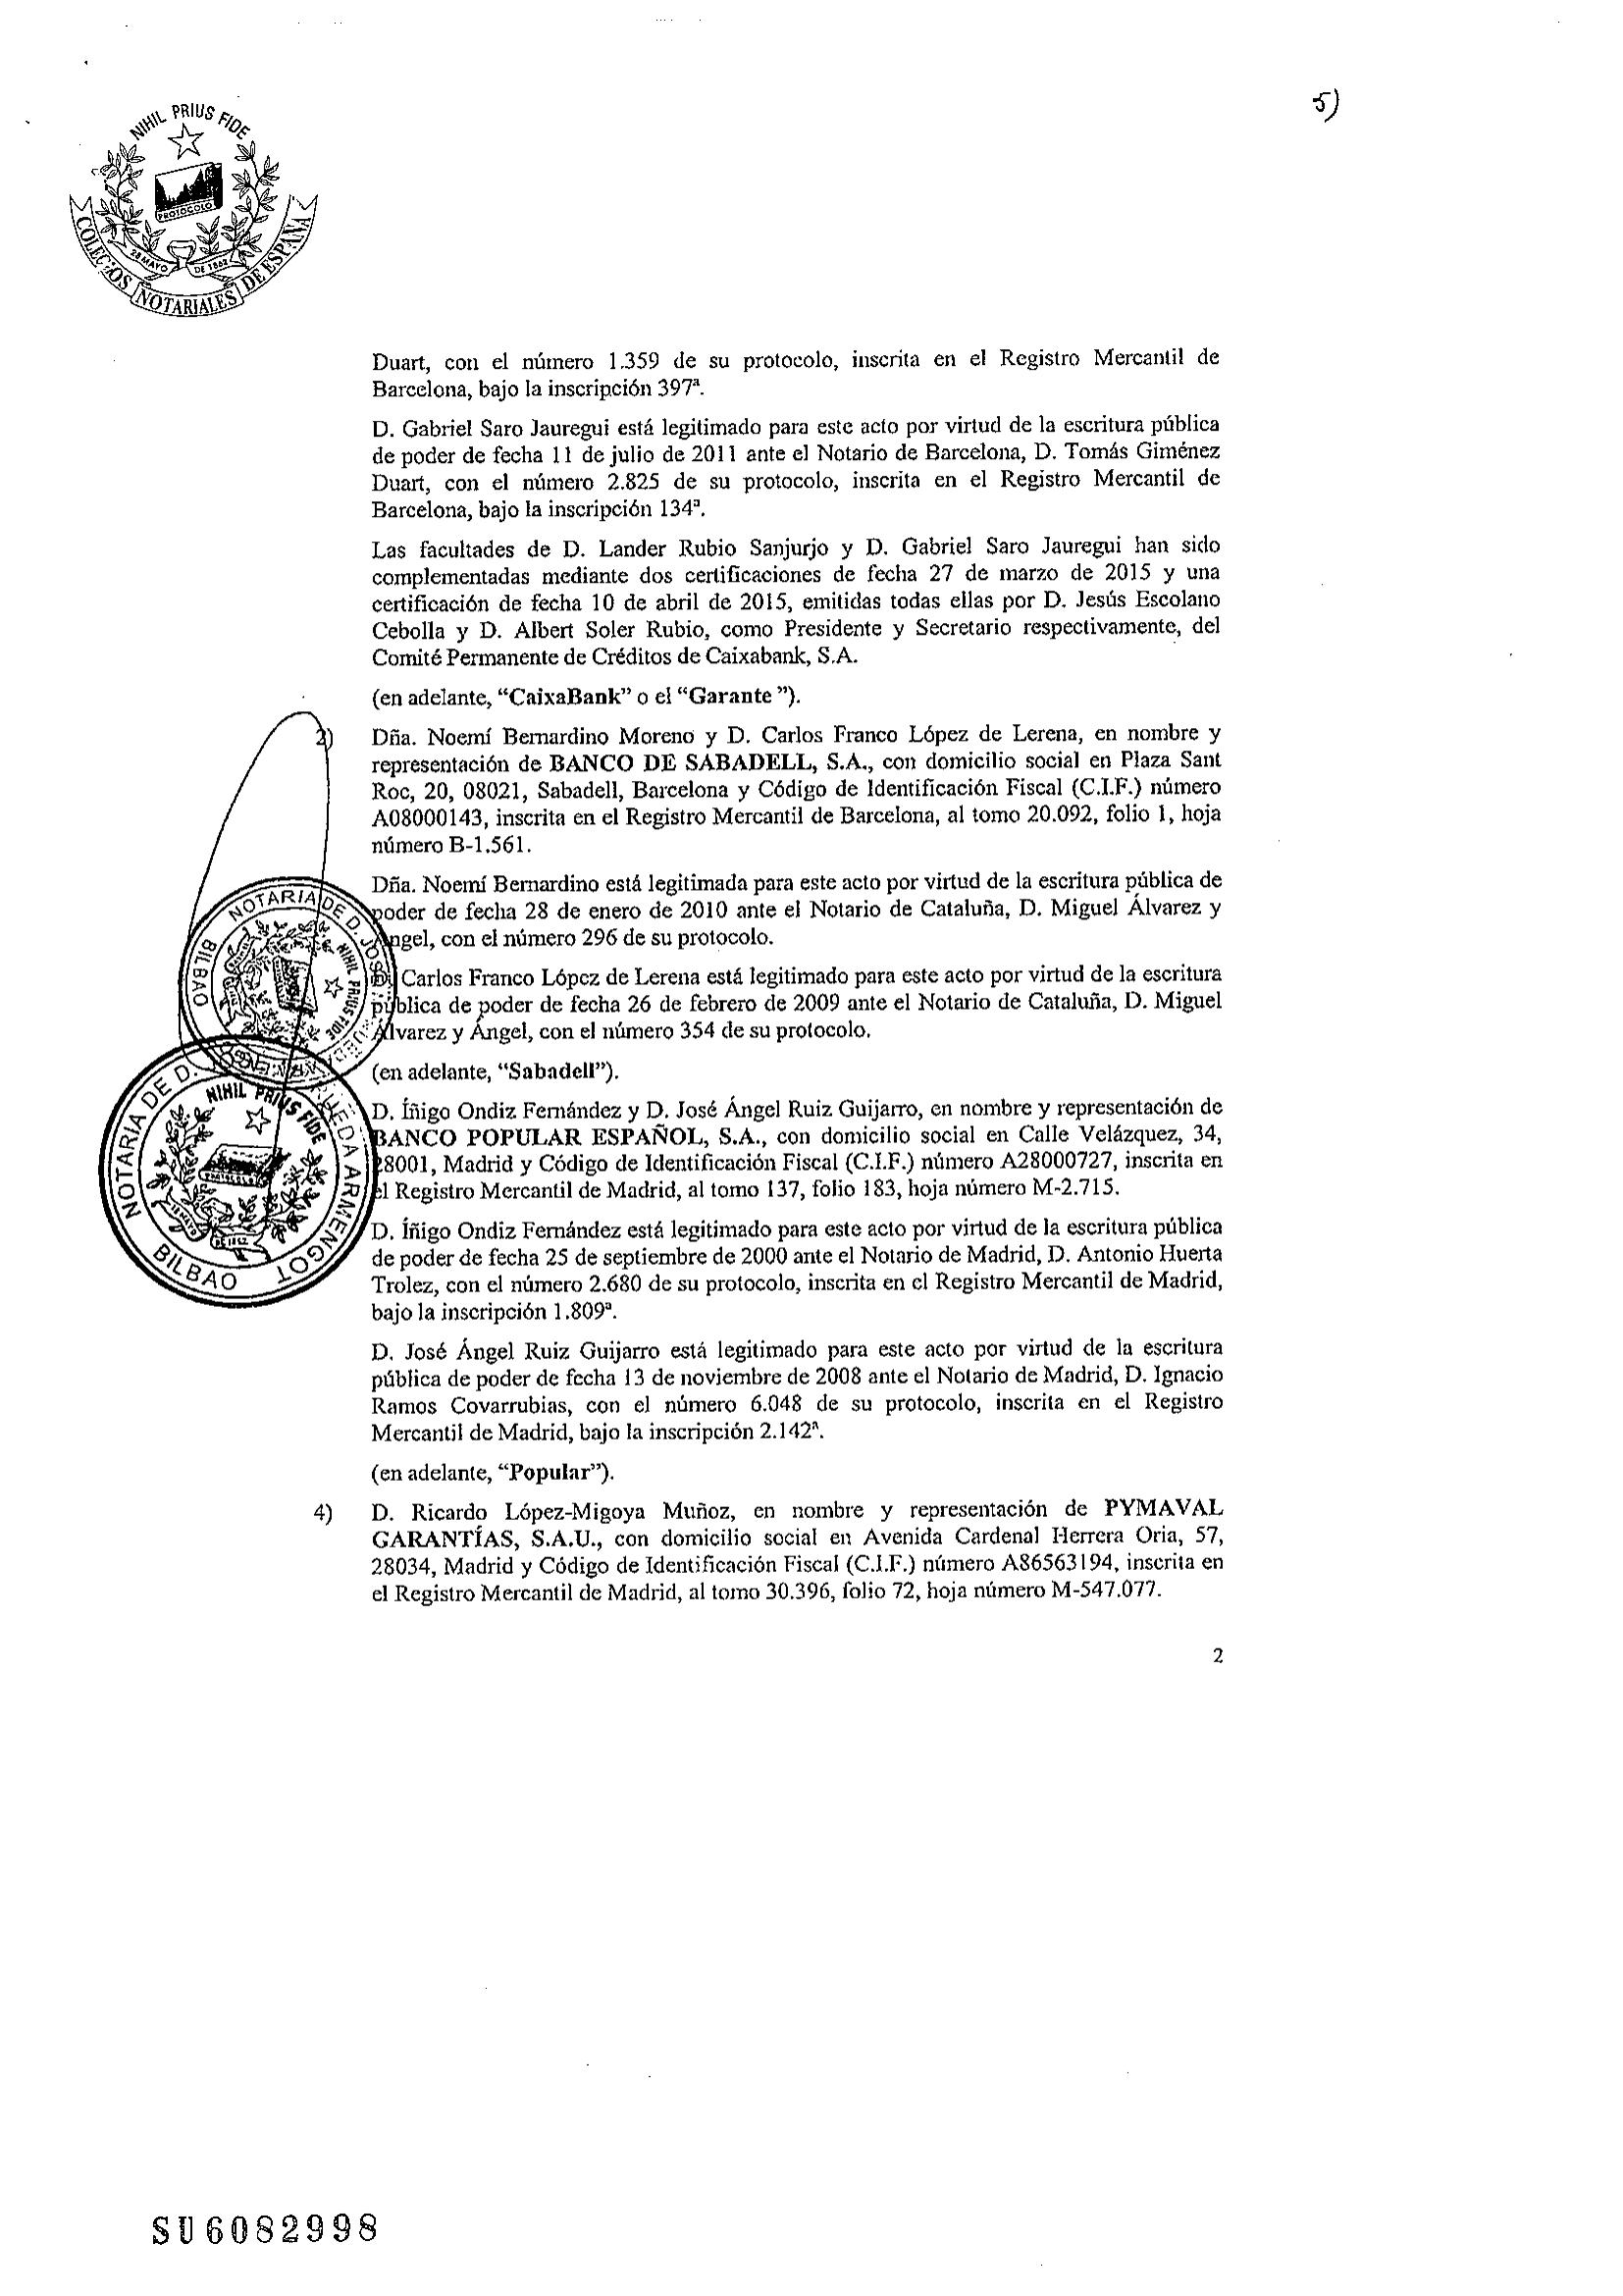 5)
NIHIL PRIUS FIDE
PROTOCOLO
28 MAYO DE 1862
COLEGIOS NOTARIALES DE ESPAÑA
Duart, con el número 1.359 de su protocolo, inscrita en el Registro Mercantil de
Barcelona, bajo la inscripción 397ª.
D. Gabriel Saro Jauregui está legitimado para este acto por virtud de la escritura pública
de poder de fecha 11 de julio de 2011 ante el Notario de Barcelona, D. Tomás Giménez
Duart, con el número 2.825 de su protocolo, inscrita en el Registro Mercantil de
Barcelona, bajo la inscripción 134ª.
Las facultades de D. Lander Rubio Sanjurjo y D. Gabriel Saro Jauregui han sido
complementadas mediante dos certificaciones de fecha 27 de marzo de 2015 y una
certificación de fecha 10 de abril de 2015, emitidas todas ellas por D. Jesús Escolano
Cebolla y D. Albert Soler Rubio, como Presidente y Secretario respectivamente, del
Comité Permanente de Créditos de Caixabank, S.A.
(en adelante, “CaixaBank” o el “Garante ”).
2) Dña. Noemí Bernardino Moreno y D. Carlos Franco López de Lerena, en nombre y
representación de BANCO DE SABADELL, S.A., con domicilio social en Plaza Sant
Roc, 20, 08021, Sabadell, Barcelona y Código de Identificación Fiscal (C.I.F.) número
A08000143, inscrita en el Registro Mercantil de Barcelona, al tomo 20.092, folio 1, hoja
número B-1.561.
Dña. Noemí Bernardino está legitimada para este acto por virtud de la escritura pública
poder de fecha 28 de enero de 2010 ante el Notario de Cataluña, D. Miguel Álvarez y
Ángel, con el número 296 de su protocolo.
D. Carlos Franco López de Lerena está legitimado para este acto por virtud de la escritura
pública de poder de fecha 26 de febrero de 2009 ante el Notario de Cataluña, D. Miguel
Álvarez y Ángel, con el número 354 de su protocolo.
(en adelante, “Sabadell”).
D. Íñigo Ondiz Fernández y D. José Ángel Ruiz Guijarro, en nombre y representación de
BANCO POPULAR ESPAÑOL, S.A., con domicilio social en Calle Velázquez, 34,
28001, Madrid y Código de Identificación Fiscal (C.I.F.) número A28000727, inscrita en
el Registro Mercantil de Madrid, al tomo 137, folio 183, hoja número M-2.715.
D. Íñigo Ondiz Fernández está legitimado para este acto por virtud de la escritura pública
de poder de fecha 25 de septiembre de 2000 ante el Notario de Madrid, D. Antonio Huerta
Trolez, con el número 2.680 de su protocolo, inscrita en el Registro Mercantil de Madrid,
bajo la inscripción 1.809ª.
D. José Ángel Ruiz Guijarro está legitimado para este acto por virtud de la escritura
pública de poder de fecha 13 de noviembre de 2008 ante el Notario de Madrid, D. Ignacio
Ramos Covarrubias, con el número 6.048 de su protocolo, inscrita en el Registro
Mercantil de Madrid, bajo la inscripción 2.142ª.
(en adelante, “Popular”).
4) D. Ricardo López-Migoya Muñoz, en nombre y representación de PYMAVAL
GARANTÍAS, S.A.U., con domicilio social en Avenida Cardenal Herrera Oria, 57,
28034, Madrid y Código de Identificación Fiscal (C.I.F.) número A86563194, inscrita en
el Registro Mercantil de Madrid, al tomo 30.396, folio 72, hoja número M-547.077.
NOTARIA DE D. JOSE
BILBAO
NIHIL PRIUS FIDE
NOTARIA DE D.
RUEDA ARMENGOT
BILBAO
NIHIL PRIUS FIDE
2
SU6082998